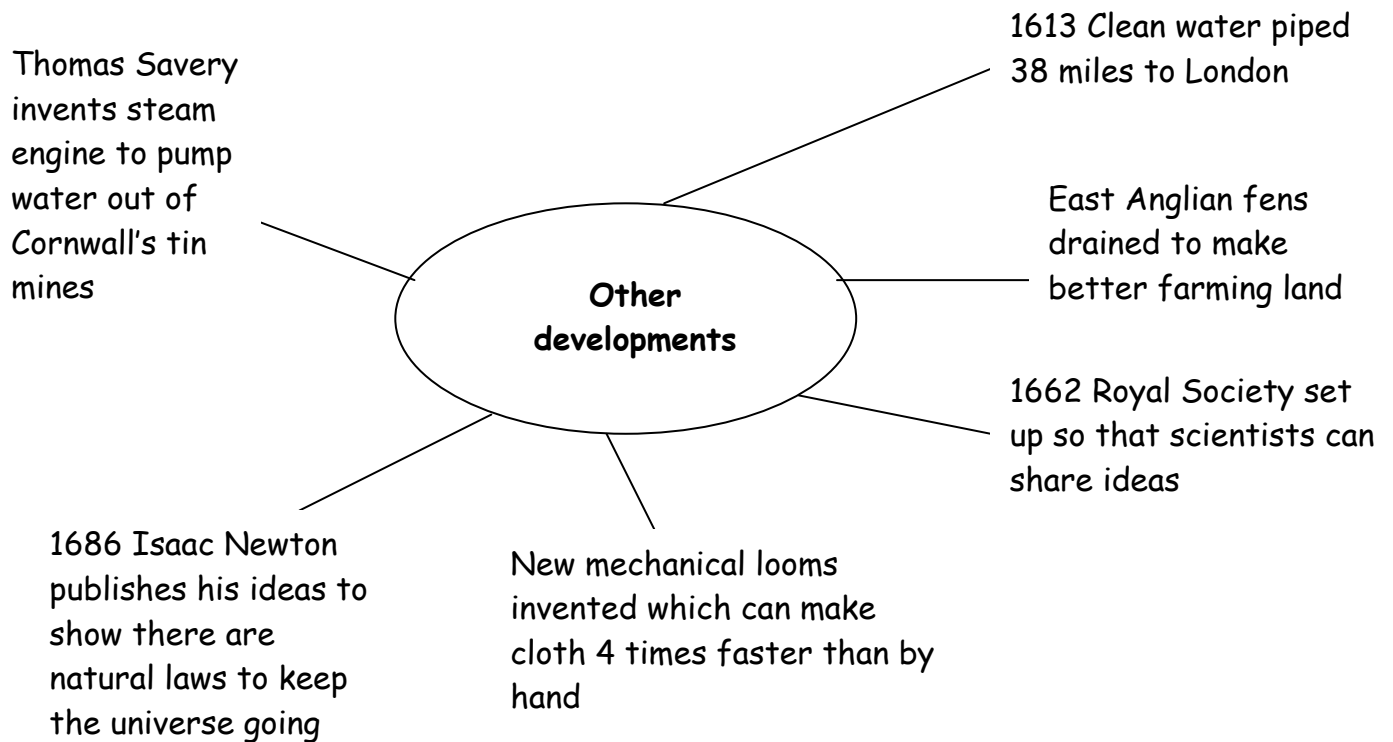 Thomas Savery
invents steam
engine to pump
water out of
Cornwall's tin
mines
1613 Clean water piped
38 miles to London
East Anglian fens
drained to make
better farming land
Other
developments
1662 Royal Society set
up so that scientists can
share ideas
1686 Isaac Newton
publishes his ideas to
show there are
natural laws to keep
the universe going
New mechanical looms
invented which can make
cloth 4 times faster than by
hand